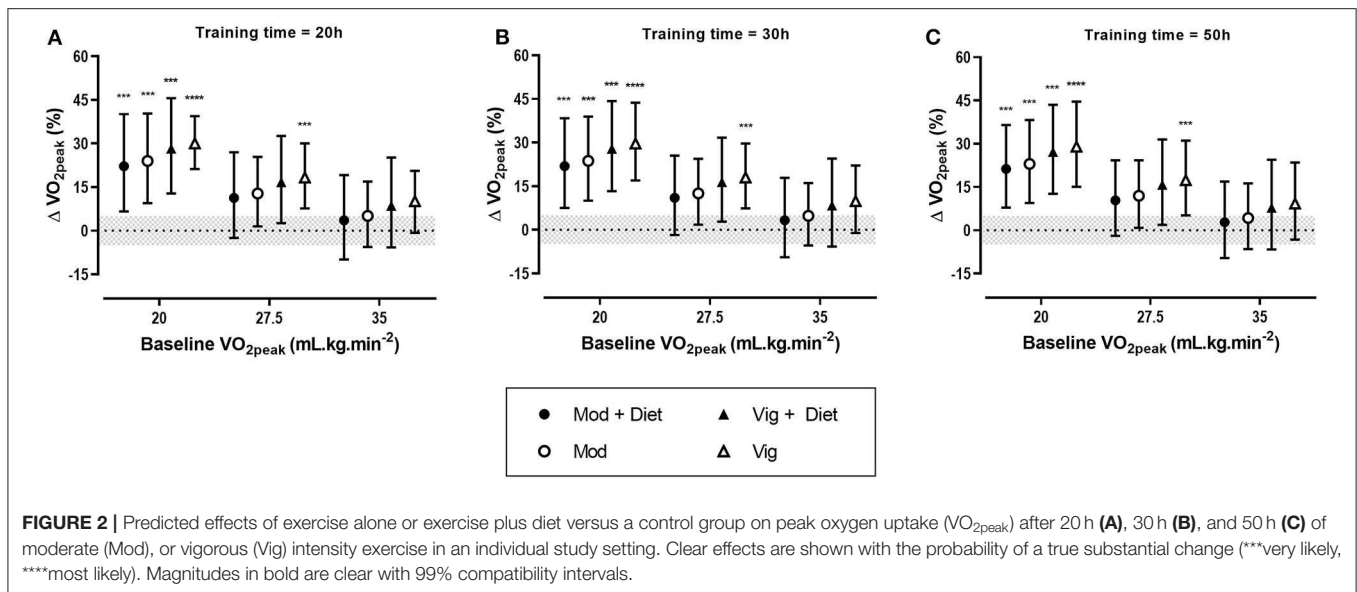 A
Training time = 20h
60
45
30
15
0
-15
Δ VO2peak (%)
***
***
***
****
***
20
27.5
35
Baseline VO2peak (mL.kg.min-2)
B
Training time = 30h
60
45
30
15
0
-15
Δ VO2peak (%)
***
***
***
****
***
20
27.5
35
Baseline VO2peak (mL.kg.min-2)
C
Training time = 50h
60
45
30
15
0
-15
Δ VO2peak (%)
***
***
***
****
***
20
27.5
35
Baseline VO2peak (mL.kg.min-2)
Mod + Diet
Vig + Diet
Mod
Vig
FIGURE 2 | Predicted effects of exercise alone or exercise plus diet versus a control group on peak oxygen uptake (VO2peak) after 20 h (A), 30 h (B), and 50 h (C) of
moderate (Mod), or vigorous (Vig) intensity exercise in an individual study setting. Clear effects are shown with the probability of a true substantial change (***very likely,
****most likely). Magnitudes in bold are clear with 99% compatibility intervals.